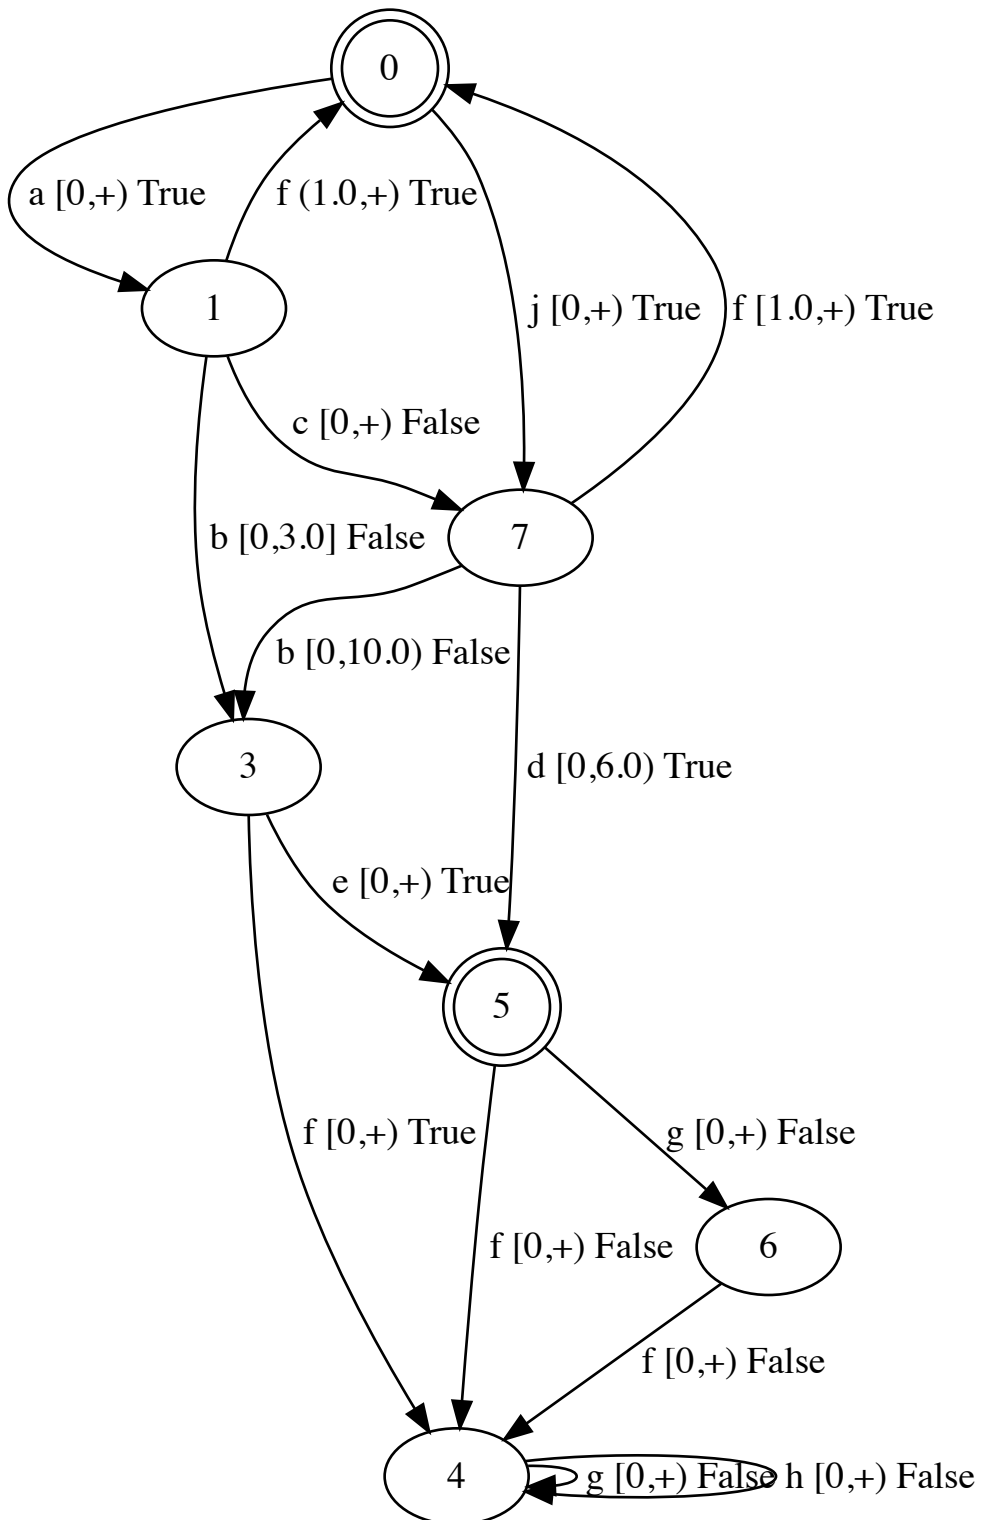 0
a [0,+) True
f (1.0,+) True
1
j [0,+) True
f [1.0,+) True
c [0,+) False
b [0,3.0] False
7
b [0,10.0) False
3
d [0,6.0) True
e [0,+) True
5
f [0,+) True
g [0,+) False
f [0,+) False
6
f [0,+) False
4
g [0,+) False
h [0,+) False